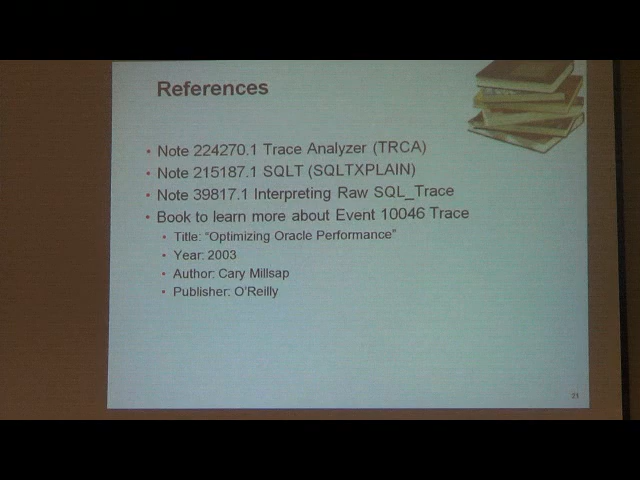 References
• Note 224270.1 Trace Analyzer (TRCA)
• Note 215187.1 SQLT (SQLTXPLAIN)
• Note 39817.1 Interpreting Raw SQL_Trace
• Book to learn more about Event 10046 Trace
• Title: “Optimizing Oracle Performance”
• Year: 2003
• Author: Cary Millsap
• Publisher: O'Reilly